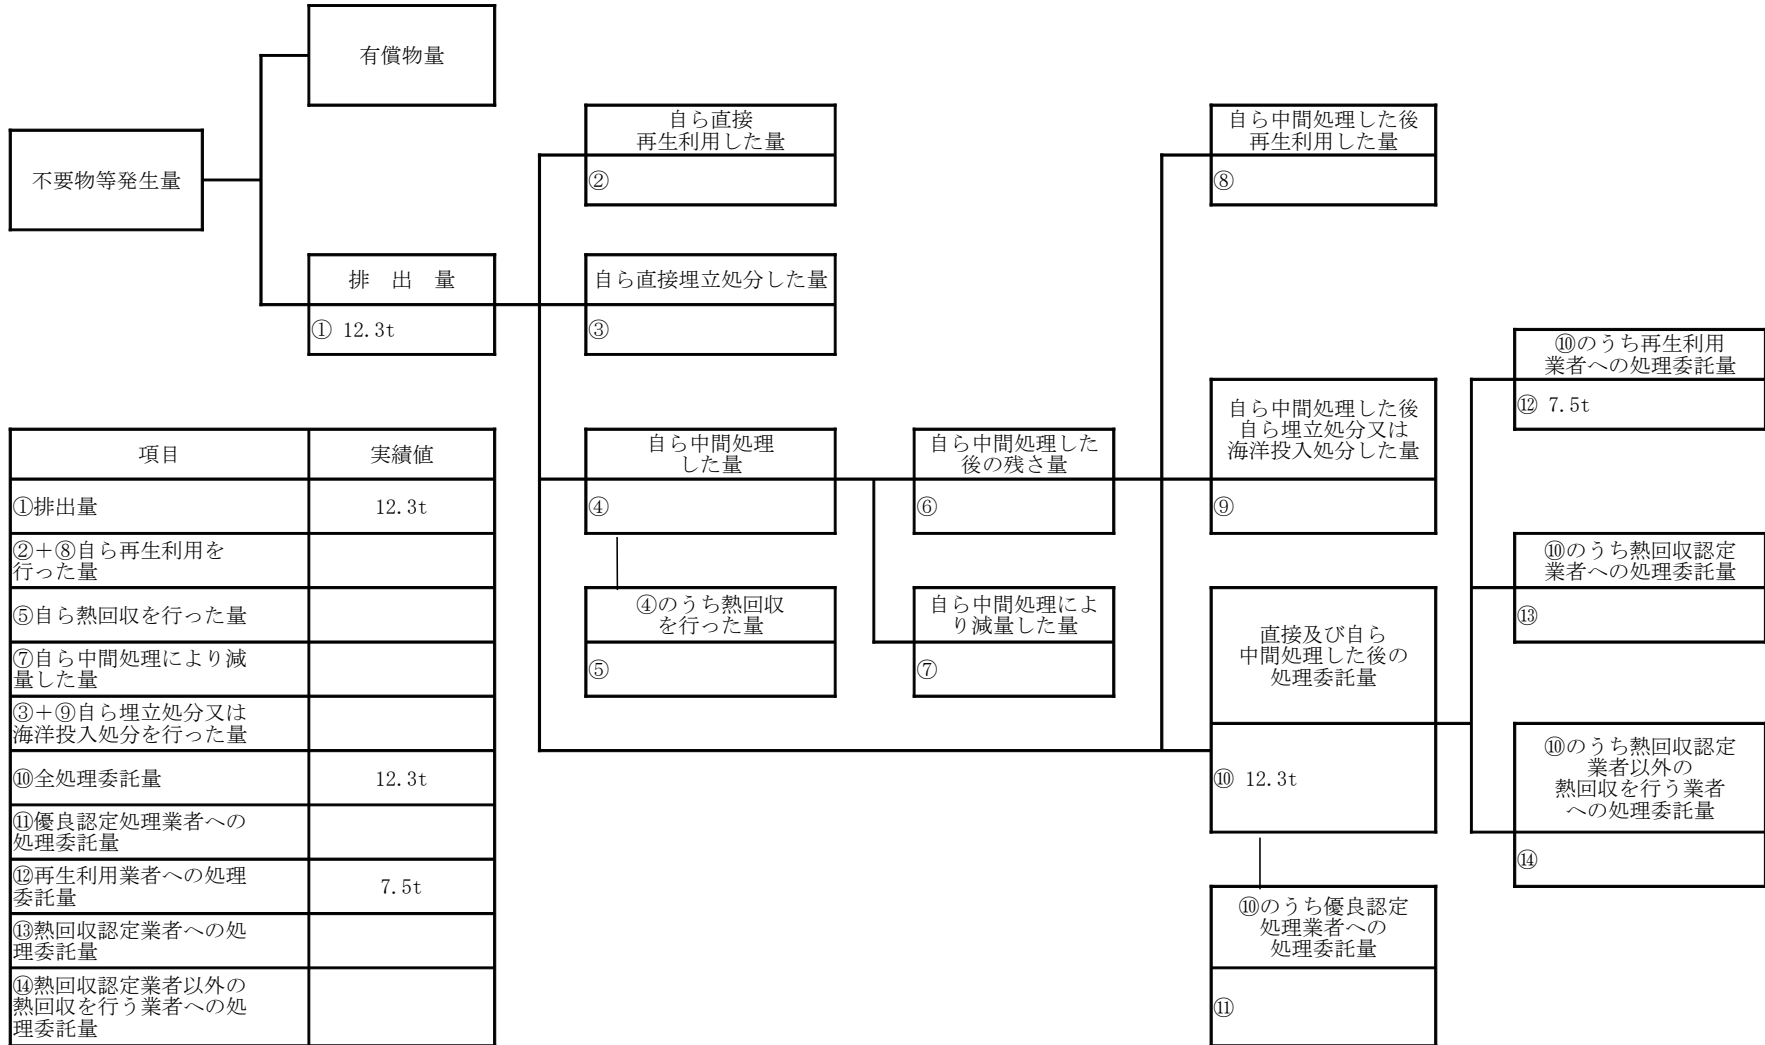 有償物量
不要物等発生量
排　出　量
① 12.3t
自ら直接
再生利用した量
②
自ら直接埋立処分した量
③
自ら中間処理
した量
④
④のうち熱回収
を行った量
⑤
自ら中間処理した
後の残さ量
⑥
自ら中間処理によ
り減量した量
⑦
自ら中間処理した後
再生利用した量
⑧
自ら中間処理した後
自ら埋立処分又は
海洋投入処分した量
⑨
直接及び自ら
中間処理した後の
処理委託量
⑩ 12.3t
⑩のうち優良認定
処理業者への
処理委託量
⑪
⑩のうち再生利用
業者への処理委託量
⑫ 7.5t
⑩のうち熱回収認定
業者への処理委託量
⑬
⑩のうち熱回収認定
業者以外の
熱回収を行う業者
への処理委託量
⑭
項目 実績値
①排出量 12.3t
②＋⑧自ら再生利用を
行った量
⑤自ら熱回収を行った量
⑦自ら中間処理により減
量した量
③＋⑨自ら埋立処分又は
海洋投入処分を行った量
⑩全処理委託量 12.3t
⑪優良認定処理業者への
処理委託量
⑫再生利用業者への処理
委託量 7.5t
⑬熱回収認定業者への処
理委託量
⑭熱回収認定業者以外の
熱回収を行う業者への処
理委託量